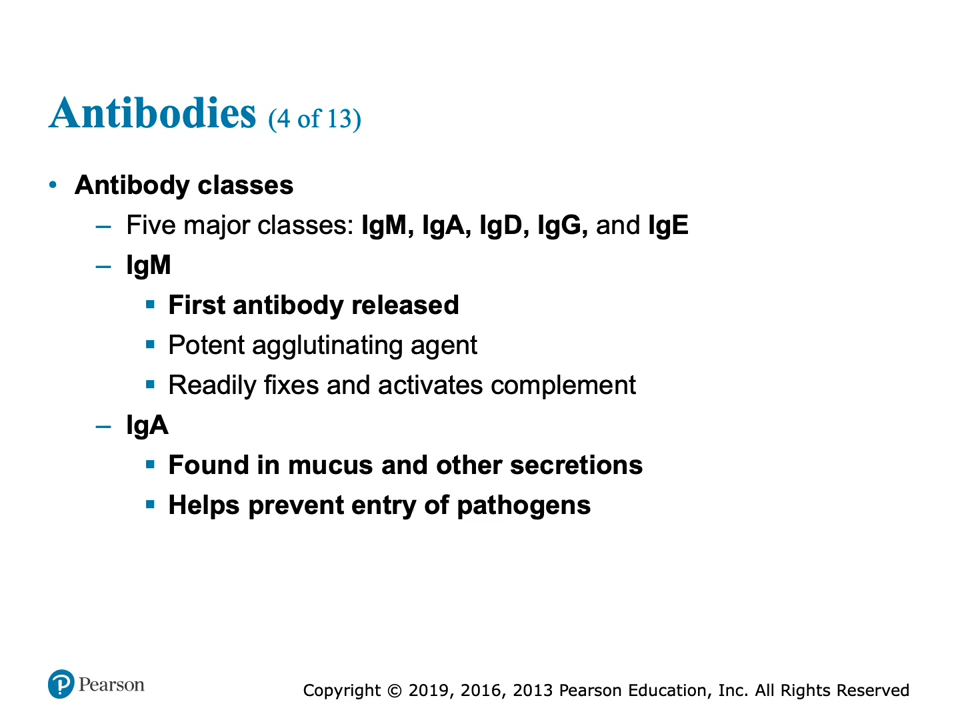 Antibodies (4 of 13)
• Antibody classes
– Five major classes: IgM, IgA, IgD, IgG, and IgE
– IgM
▪ First antibody released
▪ Potent agglutinating agent
▪ Readily fixes and activates complement
– IgA
▪ Found in mucus and other secretions
▪ Helps prevent entry of pathogens
P Pearson
Copyright © 2019, 2016, 2013 Pearson Education, Inc. All Rights Reserved